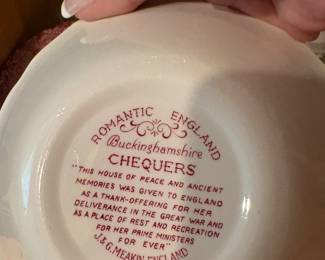 ROMANTIC ENGLAND
Buckinghamshire
CHEQUERS
"THIS HOUSE OF PEACE AND ANCIENT
MEMORIES WAS GIVEN TO ENGLAND
AS A THANK-OFFERING FOR HER
DELIVERANCE IN THE GREAT WAR AND
AS A PLACE OF REST AND RECREATION
FOR HER PRIME MINISTERS
FOR EVER"
J.&G. MEAKIN. ENGLAND